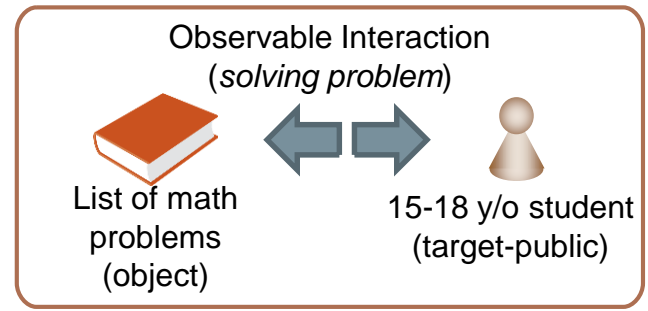 Observable Interaction
(solving problem)
List of math
problems
(object)
15-18 y/o student
(target-public)